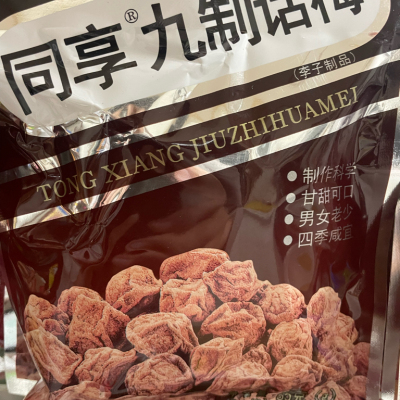 同享® 九制话梅
(李子制品)
TONG XIANG JIUZHIHUAMEI
• 制作科学
• 甘甜可口
• 男女老少
• 四季咸宜